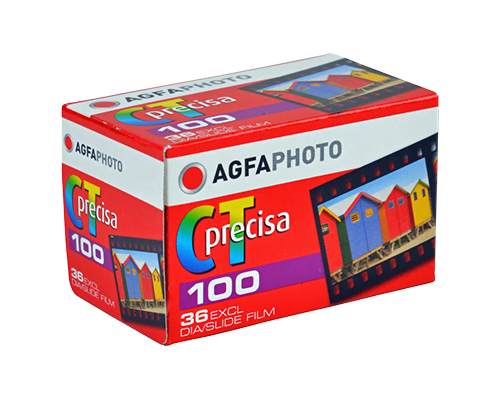 AGFAPHOTO
CT precisa
100
36 EXCL
DIA/SLIDE FILM
AGFAPHOTO
CT precisa
100
36 EXCL
DIA/SLIDE FILM
CT precisa
100
36 EXCL
DIA/SLIDE FILM